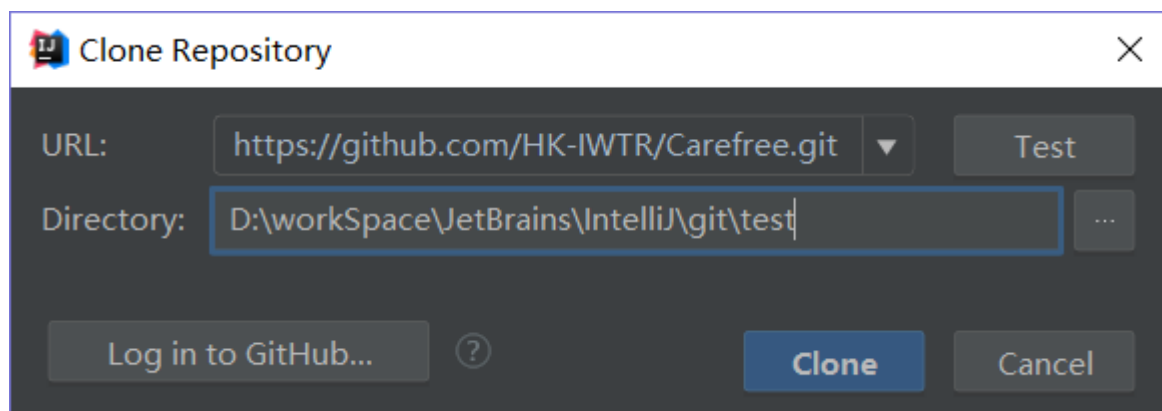 IJ Clone Repository
URL: https://github.com/HK-IWTR/Carefree.git Test
Directory: D:\workSpace\JetBrains\IntelliJ\git\test ...
Log in to GitHub... ? Clone Cancel